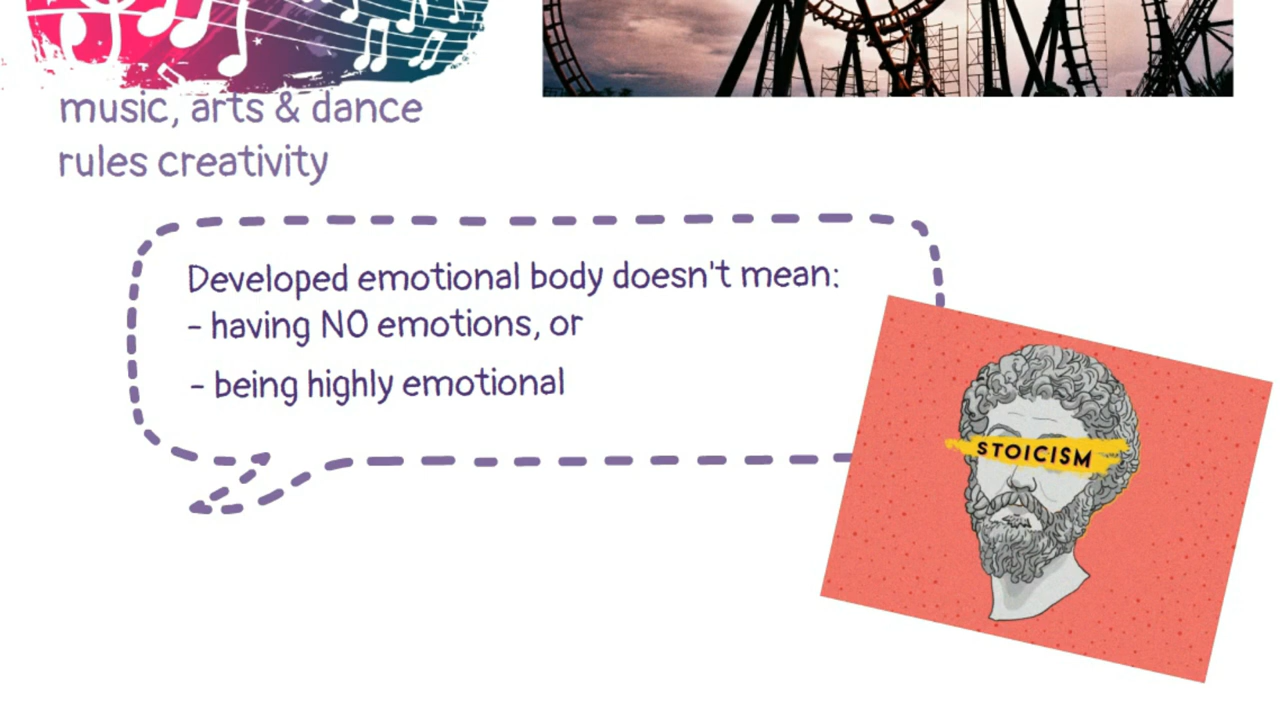 music, arts & dance
rules creativity
Developed emotional body doesn't mean:
- having NO emotions, or
- being highly emotional
STOICISM